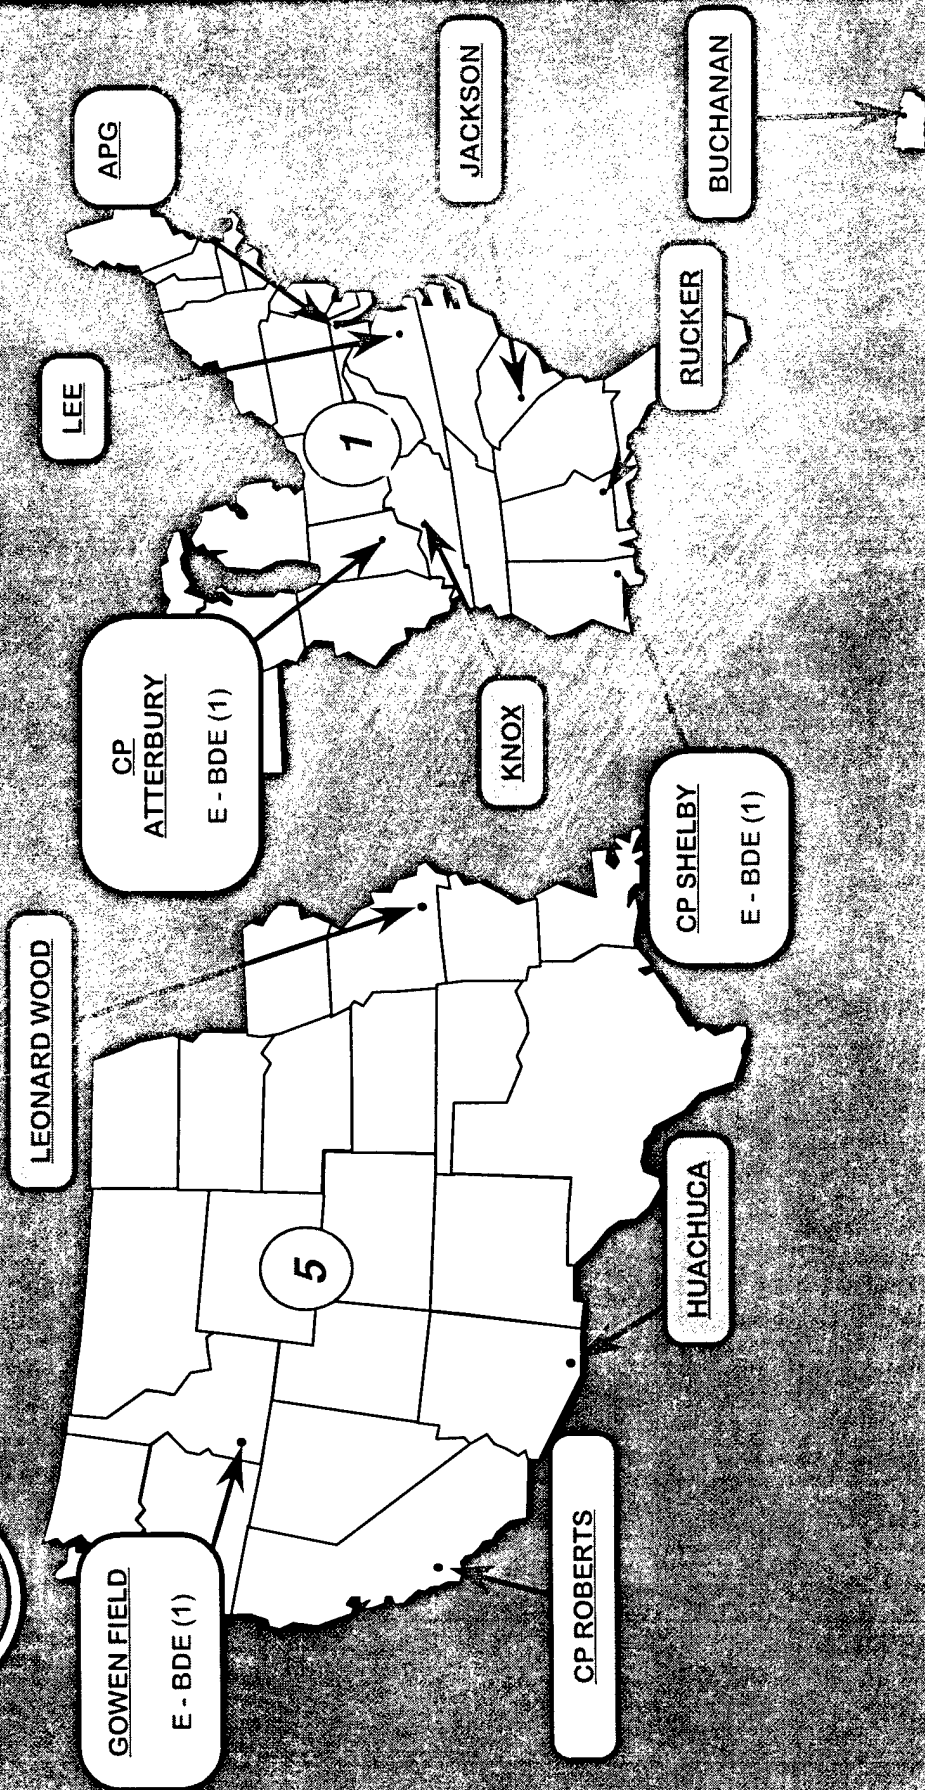 LEONARD WOOD
LEE
APG
GOWEN FIELD
E - BDE (1)
CP
ATTERBURY
E - BDE (1)
5
1
JACKSON
KNOX
CP ROBERTS
HUACHUCA
CP SHELBY
E - BDE (1)
RUCKER
BUCHANAN